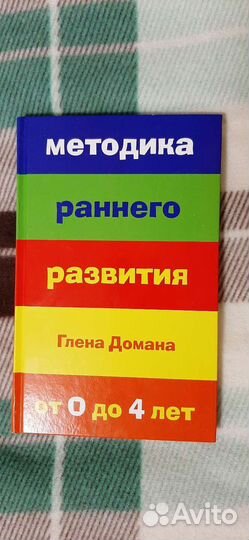 методика
раннего
развития
Глена Домана
от 0 до 4 лет
Avito